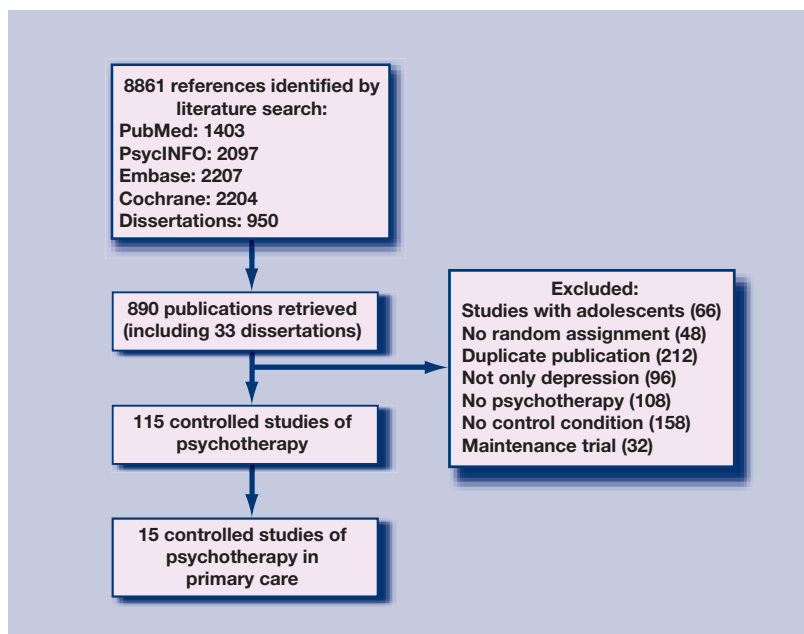 8861 references identified by
literature search:
PubMed: 1403
PsycINFO: 2097
Embase: 2207
Cochrane: 2204
Dissertations: 950
890 publications retrieved
(including 33 dissertations)
Excluded:
Studies with adolescents (66)
No random assignment (48)
Duplicate publication (212)
Not only depression (96)
No psychotherapy (108)
No control condition (158)
Maintenance trial (32)
115 controlled studies of
psychotherapy
15 controlled studies of
psychotherapy in
primary care